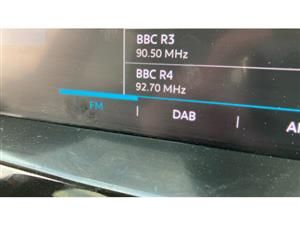 BBC R3
90.50 MHz
BBC R4
92.70 MHz
FM
DAB